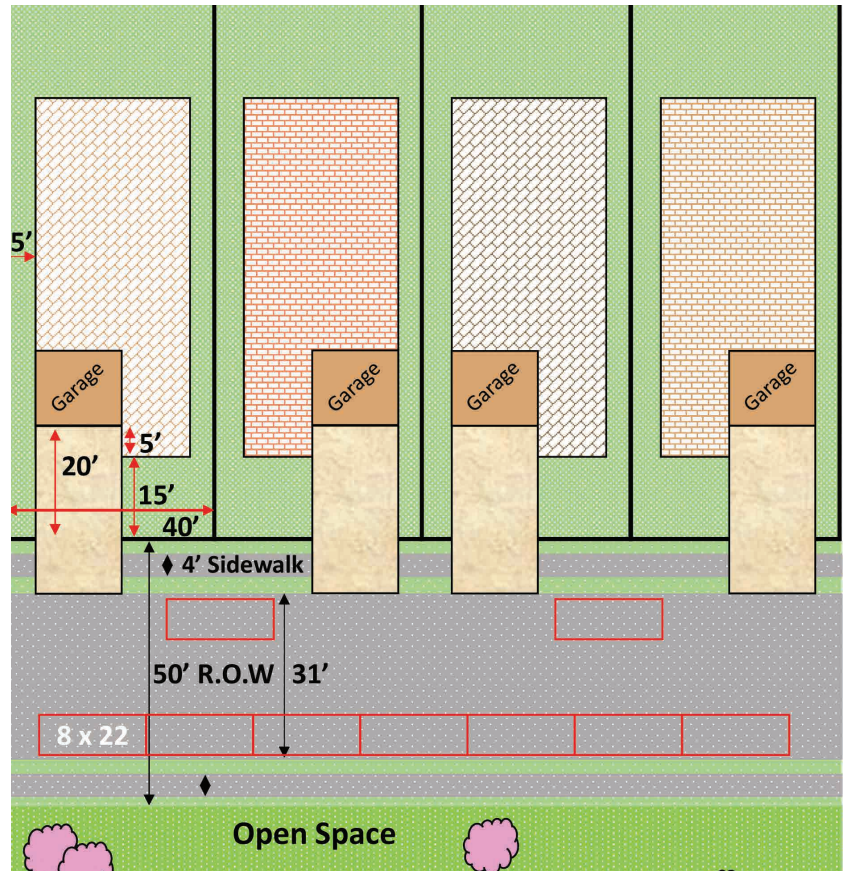 5’
Garage
Garage
Garage
Garage
5’
20’
15’
40’
4’ Sidewalk
50’ R.O.W
31’
8 x 22
Open Space